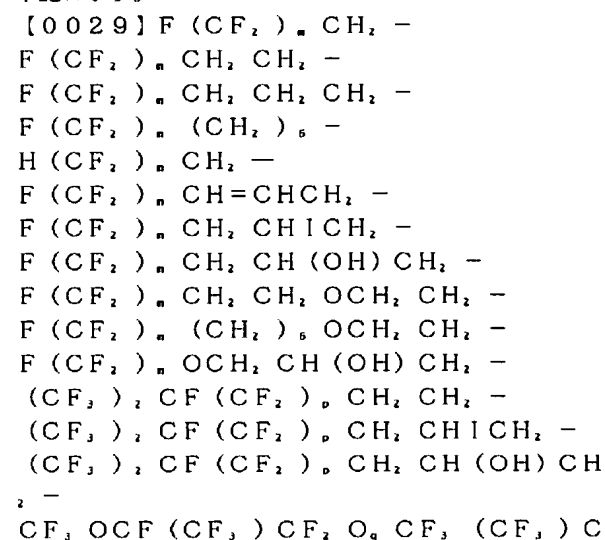 【0029】F(CF₂)ₙCH₂−
F(CF₂)ₙCH₂CH₂−
F(CF₂)ₙCH₂CH₂CH₂−
F(CF₂)ₙ(CH₂)₆−
H(CF₂)ₙCH₂−
F(CF₂)ₙCH=CHCH₂−
F(CF₂)ₙCH₂CHICH₂−
F(CF₂)ₙCH₂CH(OH)CH₂−
F(CF₂)ₙCH₂CH₂OCH₂CH₂−
F(CF₂)ₙ(CH₂)₆OCH₂CH₂−
F(CF₂)ₙOCH₂CH(OH)CH₂−
(CF₃)₂CF(CF₂)ₚCH₂CH₂−
(CF₃)₂CF(CF₂)ₚCH₂CHICH₂−
(CF₃)₂CF(CF₂)ₚCH₂CH(OH)CH
₂−
CF₃OCF(CF₃)CF₂O_qCF₃(CF₃)C